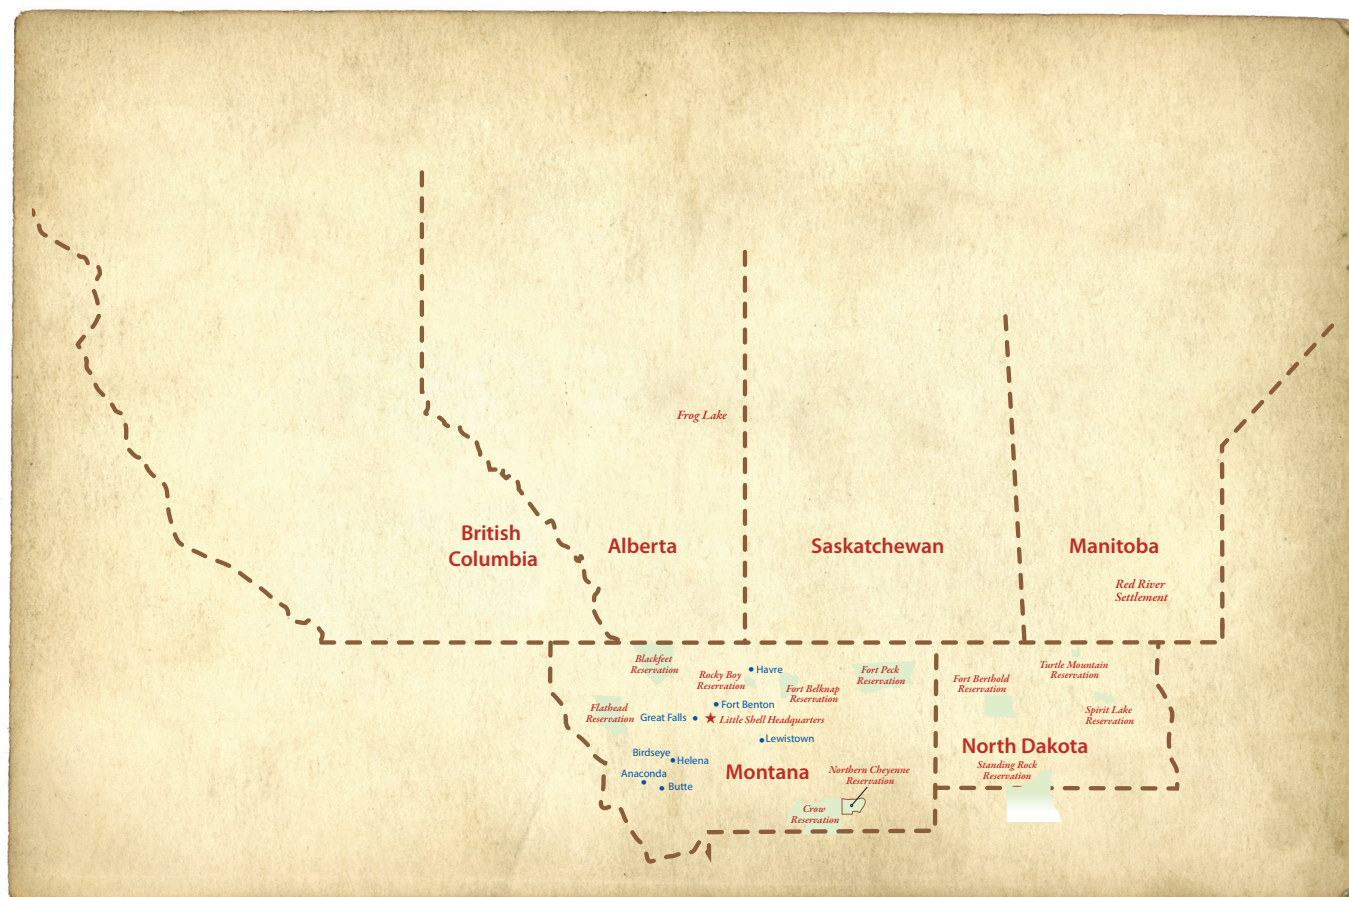 Frog Lake
British
Columbia
Alberta
Saskatchewan
Manitoba
Red River
Settlement
Blackfeet
Reservation
Rocky Boy
Reservation
Havre
Fort Belknap
Reservation
Fort Peck
Reservation
Flathead
Reservation
Great Falls
Fort Benton
Little Shell Headquarters
Lewistown
Birdseye
Helena
Anaconda
Butte
Montana
Northern Cheyenne
Reservation
Crow
Reservation
Turtle Mountain
Reservation
Fort Berthold
Reservation
Spirit Lake
Reservation
North Dakota
Standing Rock
Reservation